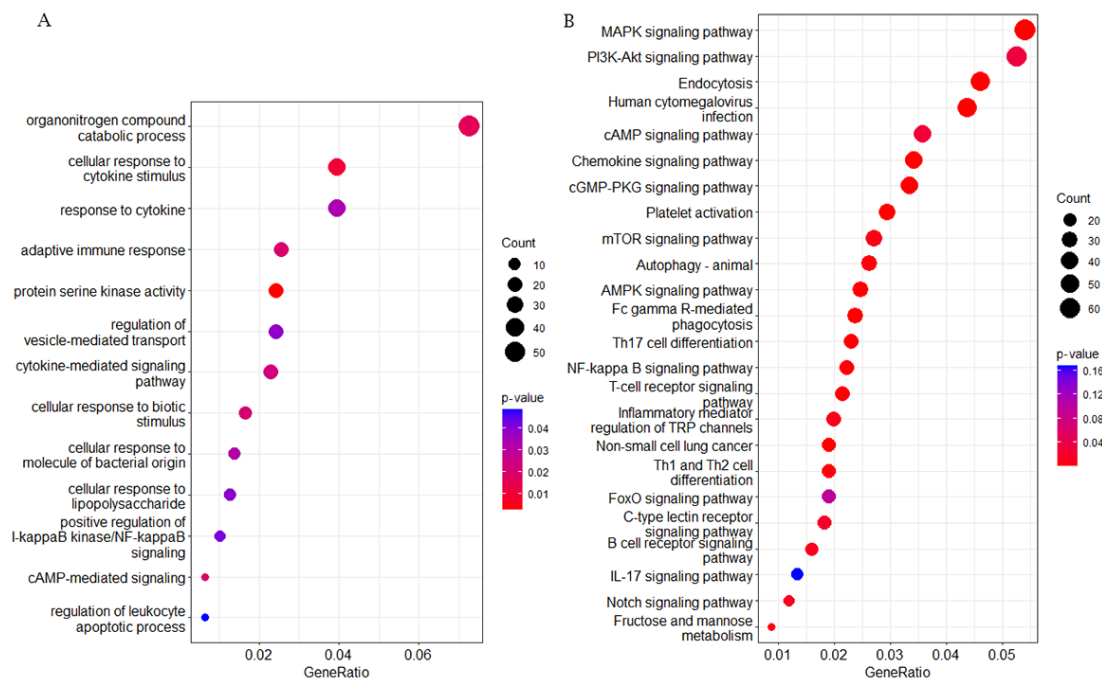 A
organonitrogen compound
catabolic process
cellular response to
cytokine stimulus
response to cytokine
adaptive immune response
protein serine kinase activity
regulation of
vesicle-mediated transport
cytokine-mediated signaling
pathway
cellular response to biotic
stimulus
cellular response to
molecule of bacterial origin
cellular response to
lipopolysaccharide
positive regulation of
I-kappaB kinase/NF-kappaB
signaling
cAMP-mediated signaling
regulation of leukocyte
apoptotic process
0.02 0.04 0.06
GeneRatio
Count
10
20
30
40
50
p-value
0.04
0.03
0.02
0.01
B
MAPK signaling pathway
PI3K-Akt signaling pathway
Endocytosis
Human cytomegalovirus
infection
cAMP signaling pathway
Chemokine signaling pathway
cGMP-PKG signaling pathway
Platelet activation
mTOR signaling pathway
Autophagy - animal
AMPK signaling pathway
Fc gamma R-mediated
phagocytosis
Th17 cell differentiation
NF-kappa B signaling pathway
T-cell receptor signaling
pathway
Inflammatory mediator
regulation of TRP channels
Non-small cell lung cancer
Th1 and Th2 cell
differentiation
FoxO signaling pathway
C-type lectin receptor
signaling pathway
B cell receptor signaling
pathway
IL-17 signaling pathway
Notch signaling pathway
Fructose and mannose
metabolism
0.01 0.02 0.03 0.04 0.05
GeneRatio
Count
20
30
40
50
60
p-value
0.16
0.12
0.08
0.04